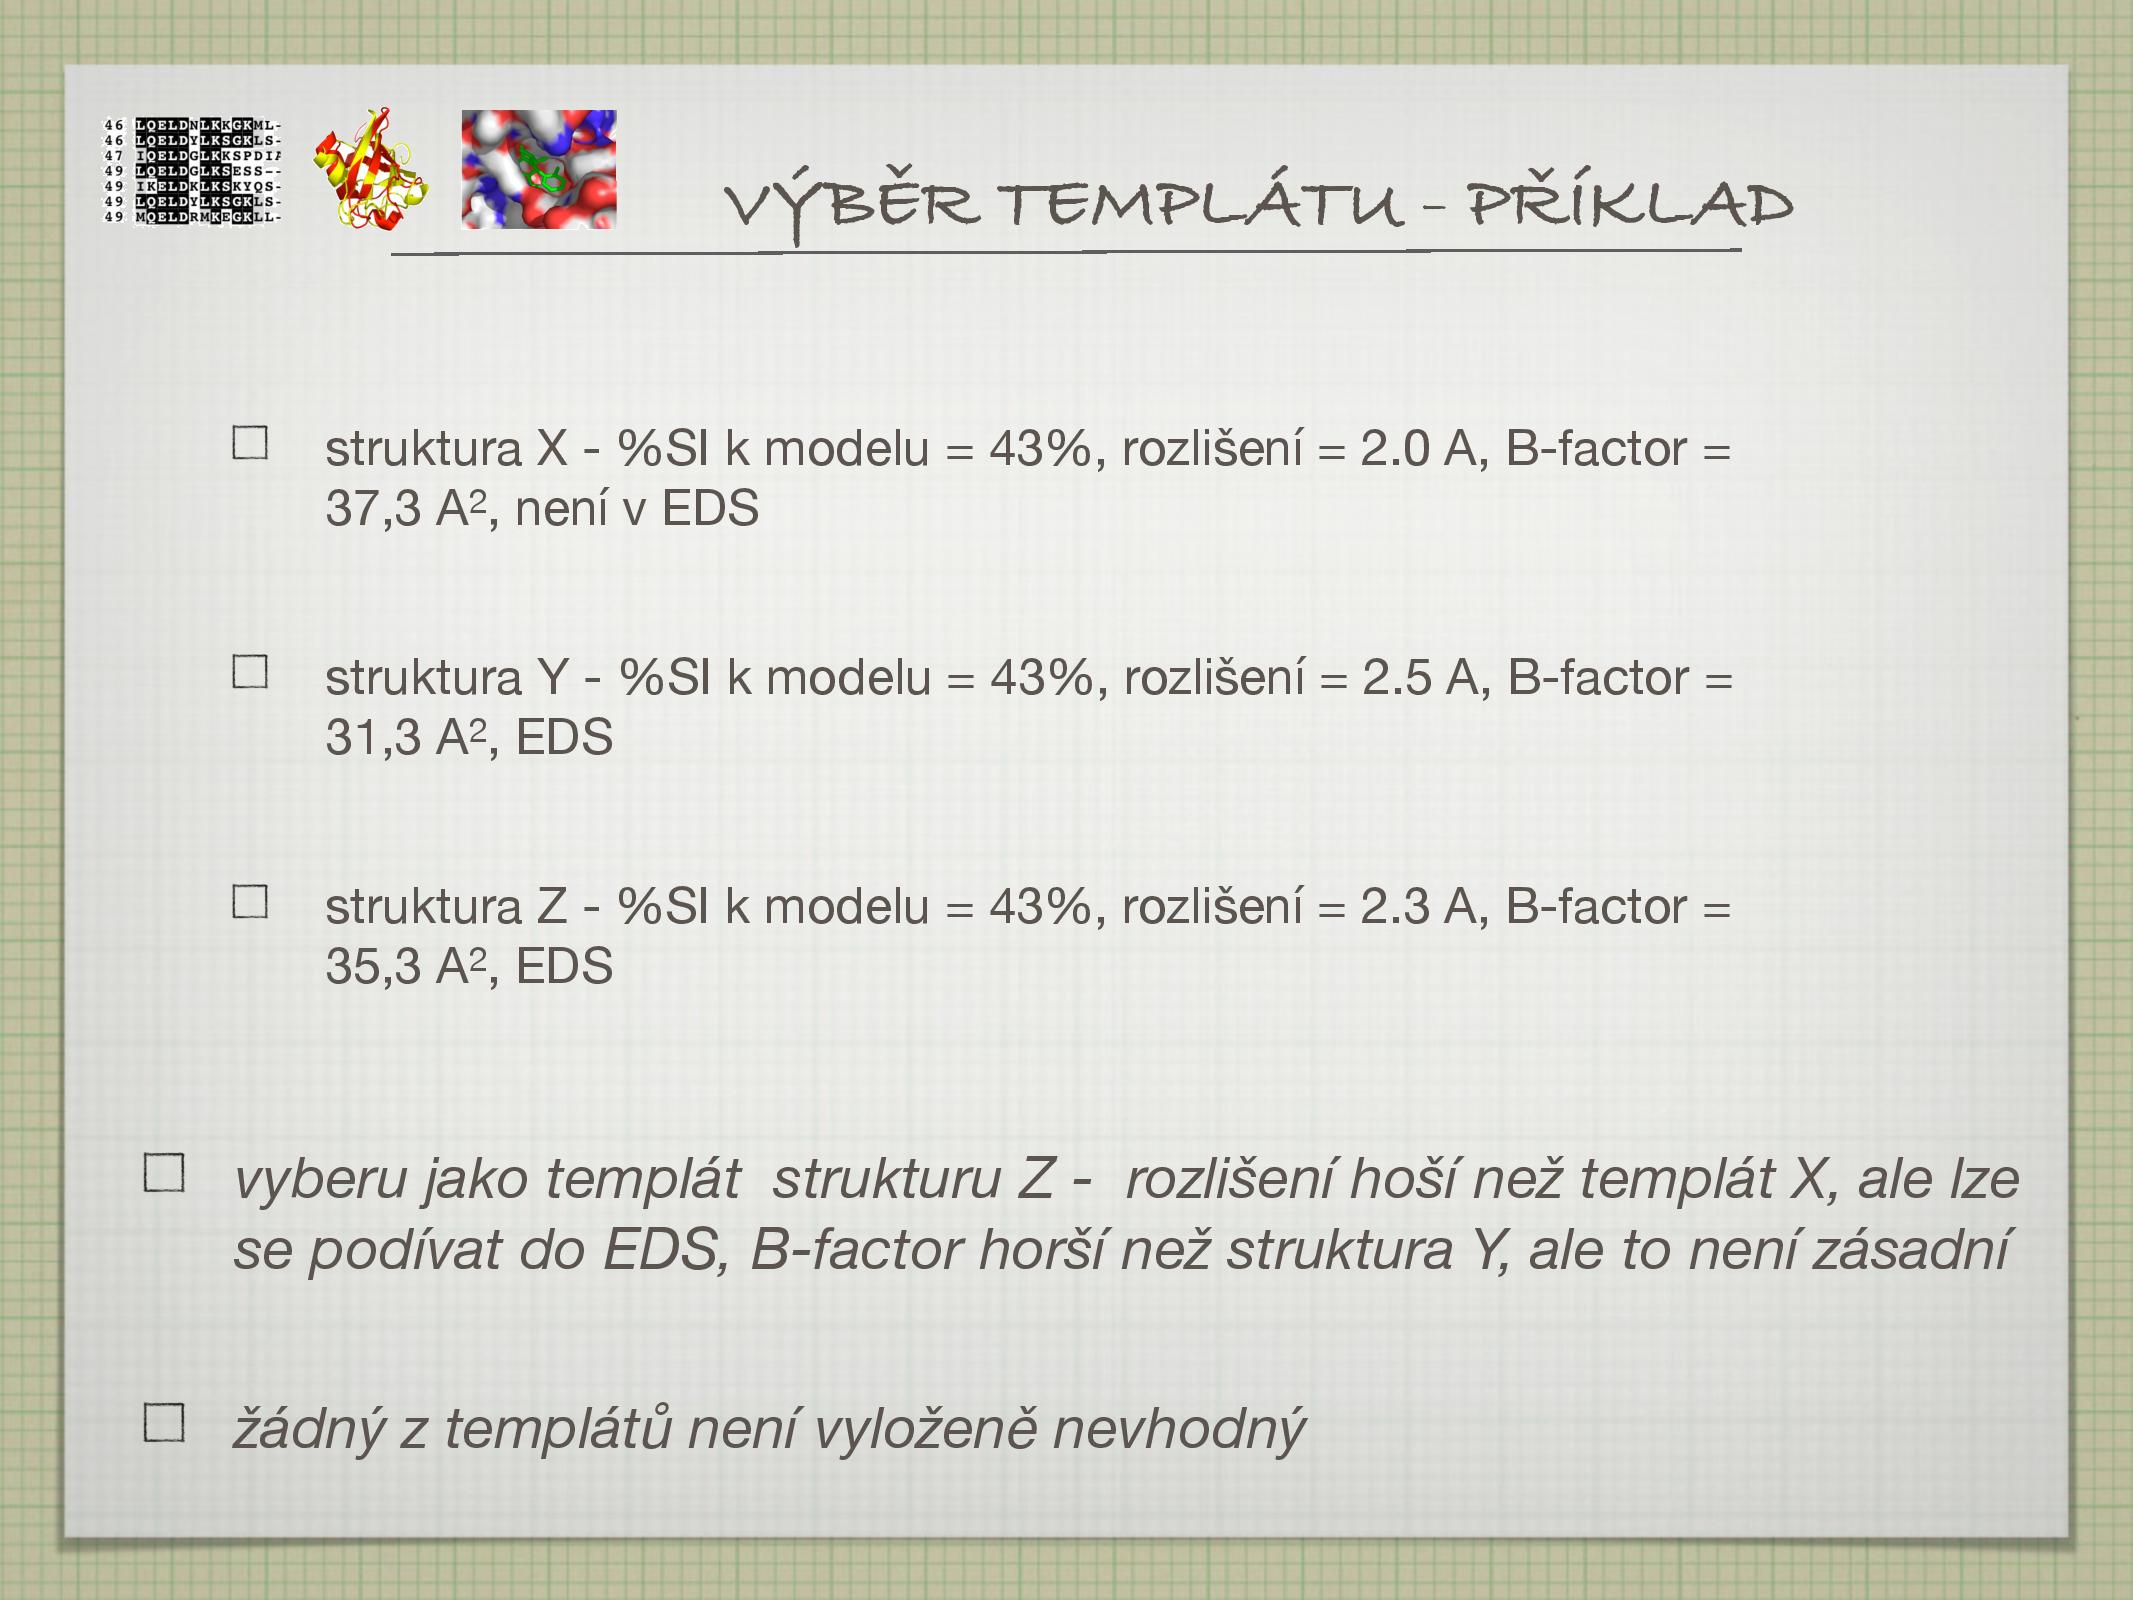 46 LQELDNLKKGKML-
46 LQELDYLKSGKLS-
47 IQELDGLKKSPDIA
49 LQELDGLKSESS--
49 IKELDKLKSKYQS-
49 LQELDYLKSGKLS-
49 MQELDRMKEGKLL-
VÝBĚR TEMPLÁTU - PŘÍKLAD
struktura X - %SI k modelu = 43%, rozlišení = 2.0 A, B-factor =
37,3 A², není v EDS
struktura Y - %SI k modelu = 43%, rozlišení = 2.5 A, B-factor =
31,3 A², EDS
struktura Z - %SI k modelu = 43%, rozlišení = 2.3 A, B-factor =
35,3 A², EDS
vyberu jako templát struktury Z - rozlišení hoší než templát X, ale lze
se podívat do EDS, B-factor horší než struktura Y, ale to není zásadní
žádný z templátů není vyloženě nevhodný